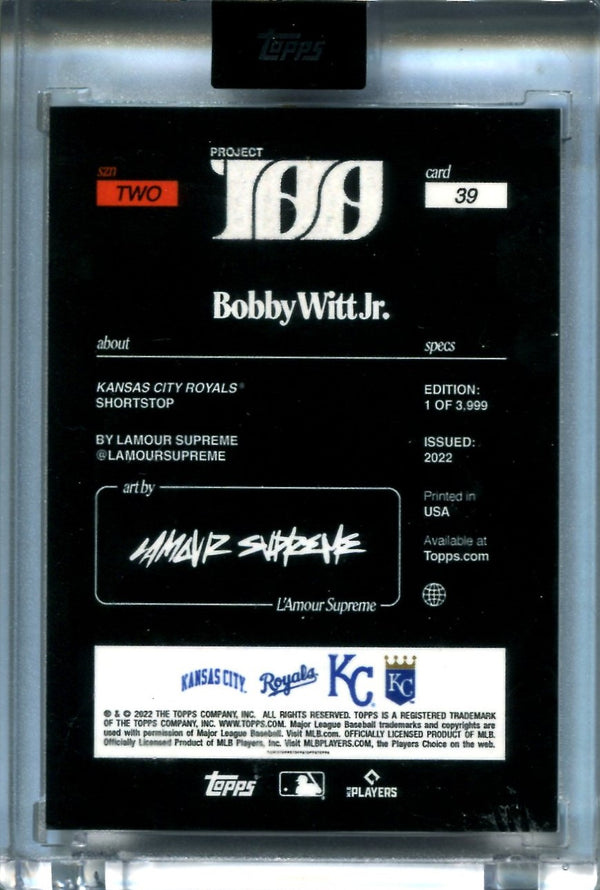 Topps
szn
TWO
PROJECT
100
card
39
Bobby Witt Jr.
about
specs
KANSAS CITY ROYALS®
SHORTSTOP
EDITION:
1 OF 3,999
BY LAMOUR SUPREME
@LAMOURSUPREME
ISSUED:
2022
art by
LAMOUR SUPREME
L'Amour Supreme
Printed in
USA
Available at
Topps.com
KANSAS CITY
Royals
KC
KC
® & © 2022 THE TOPPS COMPANY, INC. ALL RIGHTS RESERVED. TOPPS IS A REGISTERED TRADEMARK
OF THE TOPPS COMPANY, INC. WWW.TOPPS.COM. Major League Baseball trademarks and copyrights are
used with permission of Major League Baseball. Visit MLB.com. OFFICIALLY LICENSED PRODUCT OF MLB.
Officially Licensed Product of MLB Players, Inc. Visit MLBPLAYERS.COM, the Players Choice on the web.
Topps
MLB PLAYERS